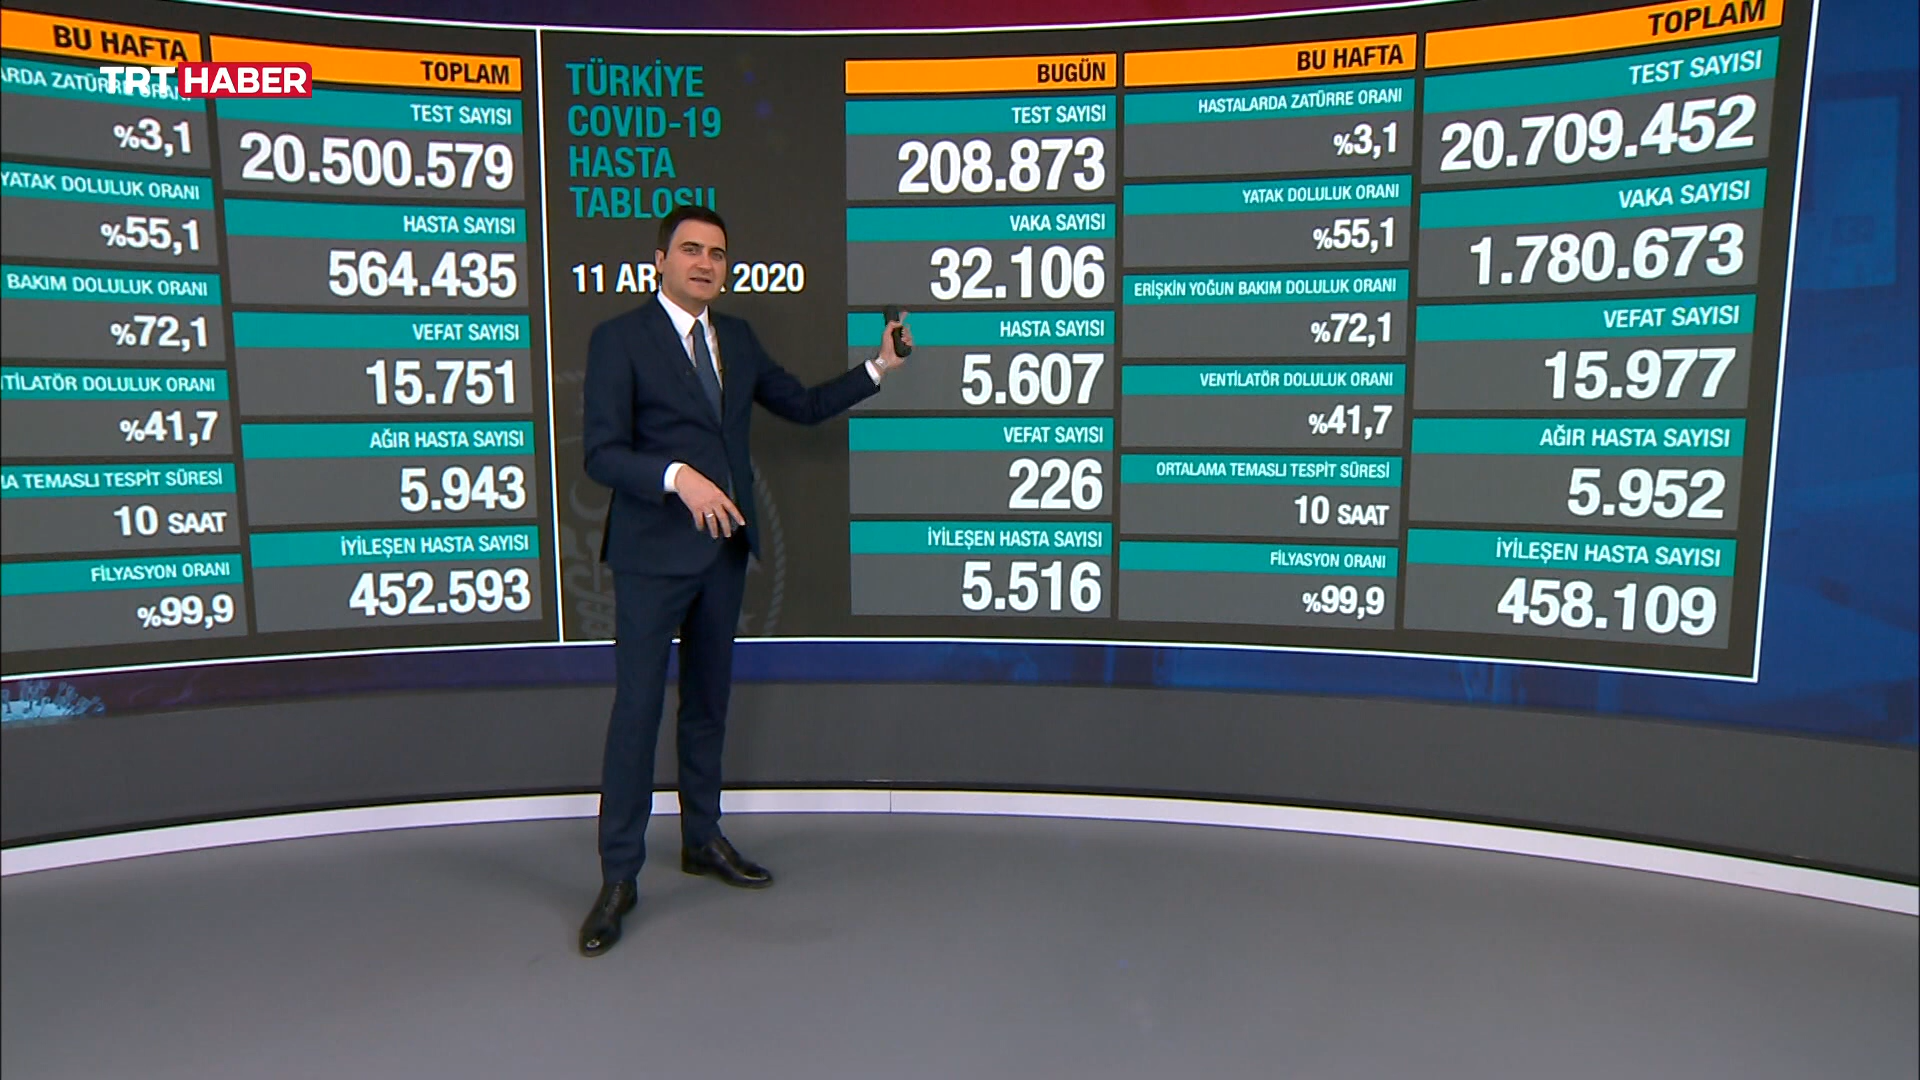 TRT HABER
BU HAFTA
%3,1
YATAK DOLULUK ORANI
%55,1
BAKIM DOLULUK ORANI
%72,1
DOLULUK ORANI
%41,7
TEMASLI TESPİT SÜRESİ
10 SAAT
FİLYASYON ORANI
%99,9
TOPLAM
TEST SAYISI
20.500.579
HASTA SAYISI
564.435
VEFAT SAYISI
15.751
AĞIR HASTA SAYISI
5.943
İYİLEŞEN HASTA SAYISI
452.593
TÜRKİYE
COVID-19
HASTA
TABLOSU
11 2020
BUGÜN
TEST SAYISI
208.873
VAKA SAYISI
32.106
HASTA SAYISI
5.607
VEFAT SAYISI
226
İYİLEŞEN HASTA SAYISI
5.516
BU HAFTA
HASTALARDA ZATÜRRE ORANI
%3,1
YATAK DOLULUK ORANI
%55,1
ERİŞKİN YOĞUN BAKIM DOLULUK ORANI
%72,1
VENTİLATÖR DOLULUK ORANI
%41,7
ORTALAMA TEMASLI TESPİT SÜRESİ
10 SAAT
FİLYASYON ORANI
%99,9
TOPLAM
TEST SAYISI
20.709.452
VAKA SAYISI
1.780.673
VEFAT SAYISI
15.977
AĞIR HASTA SAYISI
5.952
İYİLEŞEN HASTA SAYISI
458.109